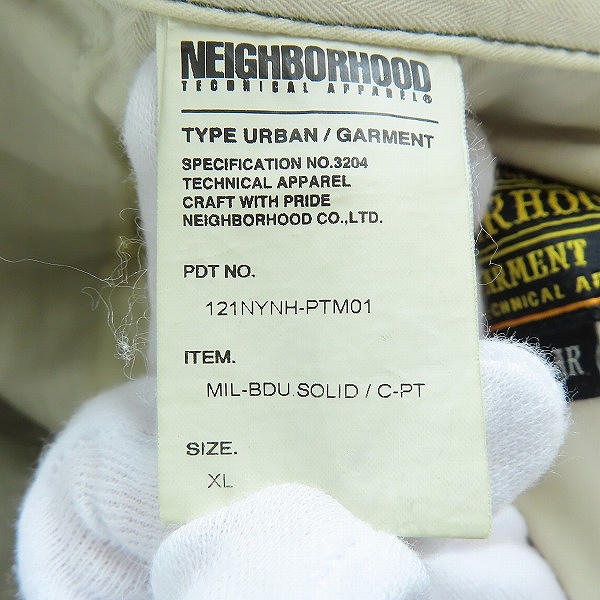 NEIGHBORHOOD
TECHNICAL APPAREL®
TYPE URBAN / GARMENT
SPECIFICATION NO.3204
TECHNICAL APPAREL
CRAFT WITH PRIDE
NEIGHBORHOOD CO.,LTD.
PDT NO.
121NYNH-PTM01
ITEM.
MIL-BDU.SOLID / C-PT
SIZE.
XL
RHOO
ARMENT
CHNICAL AP